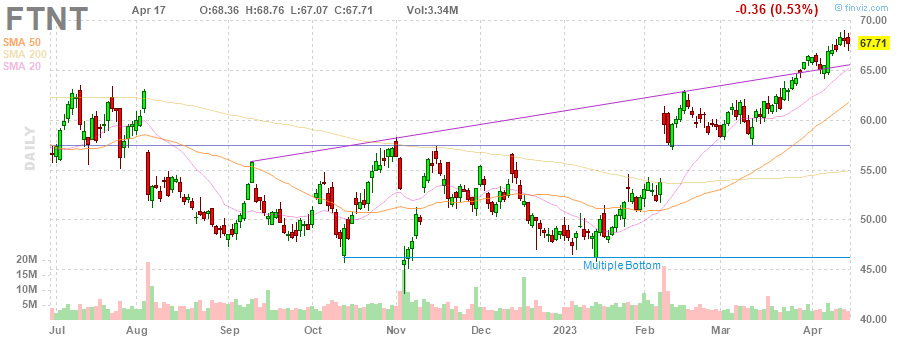 FTNT Apr 17 O:68.36 H:68.76 L:67.07 C:67.71 Vol:3.34M -0.36 (0.53%) © finviz.com
SMA 50
SMA 200
SMA 20
DAILY
70.00
67.71
65.00
60.00
55.00
50.00
45.00
40.00
20M
15M
10M
5M
Multiple Bottom
Jul Aug Sep Oct Nov Dec 2023 Feb Mar Apr